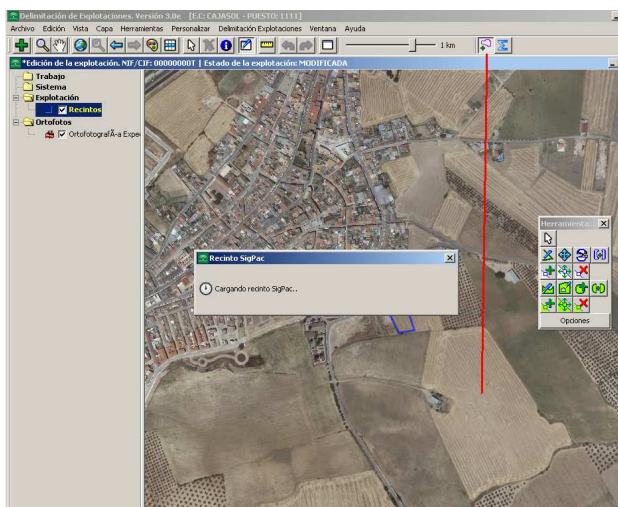 Delimitación de Explotaciones. Versión 3.0e [E.C: CAJASOL - PUESTO: 1111]
Archivo Edición Vista Capa Herramientas Personalizar Delimitación Explotaciones Ventana Ayuda
1 km
*Edición de la explotación. NIF/CIF: 00000000T | Estado de la explotación: MODIFICADA
Trabajo
Sistema
Explotación
Recintos
Ortofotos
OrtofotografÃ-a Expe
Herramienta...
Recinto SigPac
Cargando recinto SigPac..
Opciones